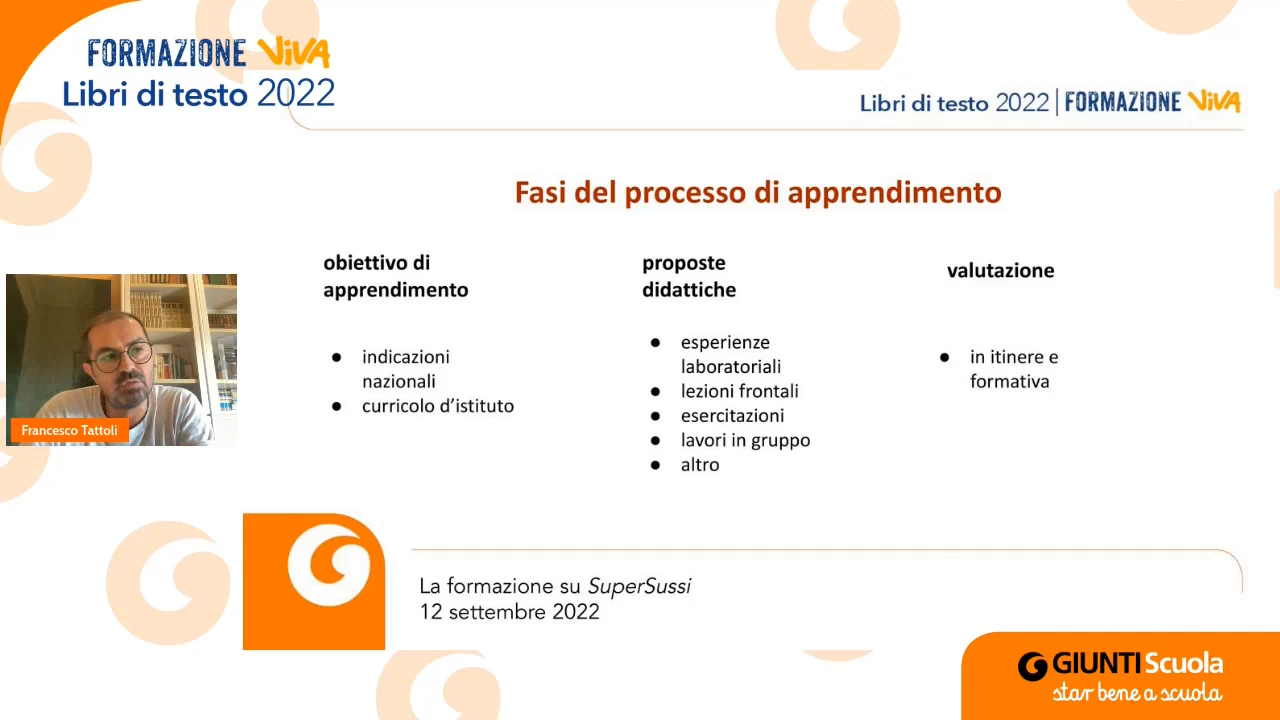 FORMAZIONE VIVA
Libri di testo 2022
Libri di testo 2022 | FORMAZIONE VIVA
Fasi del processo di apprendimento
obiettivo di
apprendimento
● indicazioni
nazionali
● curricolo d'istituto
proposte
didattiche
● esperienze
laboratoriali
● lezioni frontali
● esercitazioni
● lavori in gruppo
● altro
valutazione
● in itinere e
formativa
Francesco Tattoli
La formazione su SuperSussi
12 settembre 2022
GIUNTI Scuola
star bene a scuola